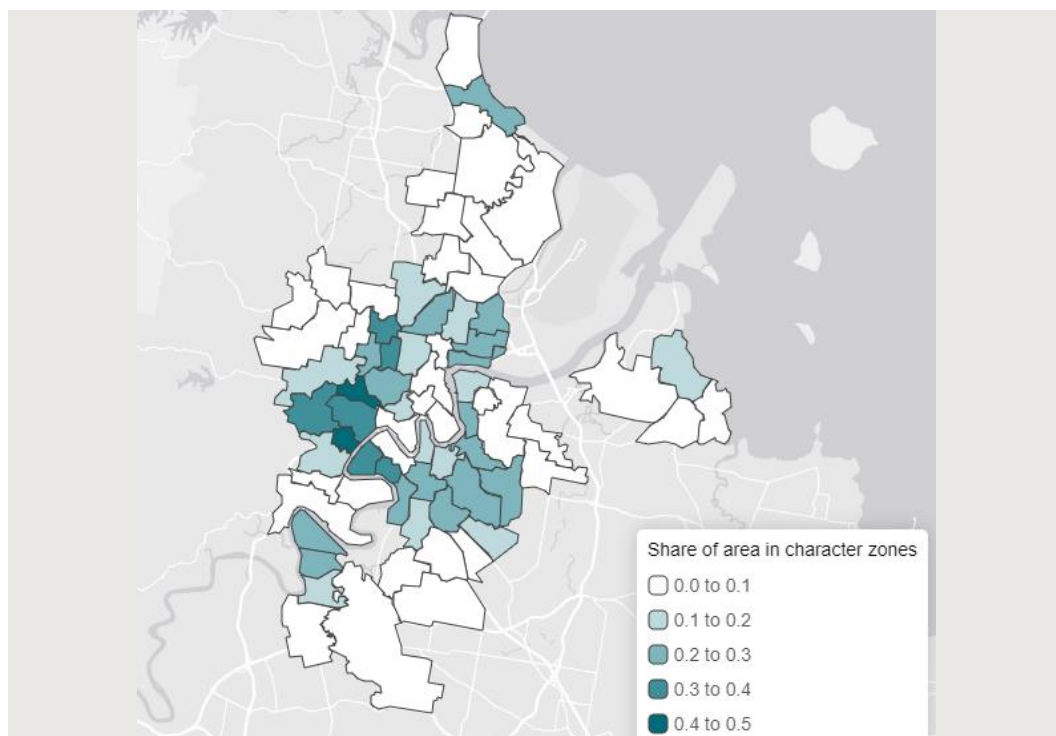 Share of area in character zones
0.0 to 0.1
0.1 to 0.2
0.2 to 0.3
0.3 to 0.4
0.4 to 0.5